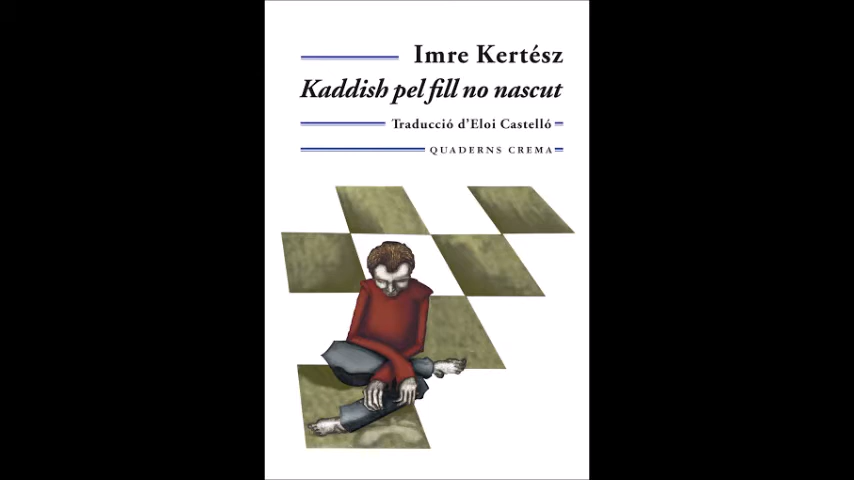 Imre Kertész
Kaddish pel fill no nascut
Traducció d'Eloi Castelló
QUADERNS CREMA